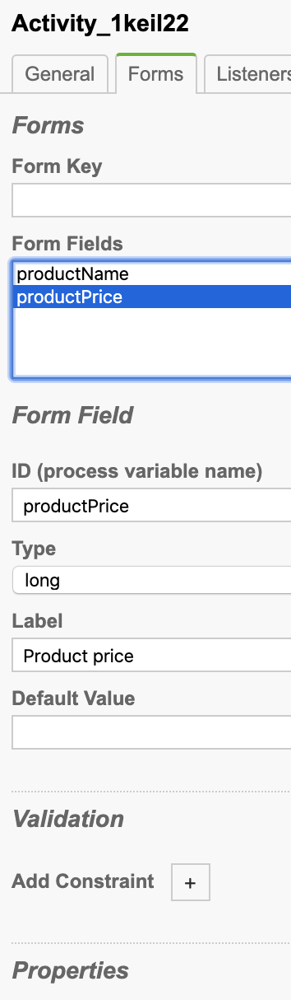 Activity_1keil22
General Forms Listeners
Forms
Form Key
Form Fields
productName
productPrice
Form Field
ID (process variable name)
productPrice
Type
long
Label
Product price
Default Value
Validation
Add Constraint +
Properties